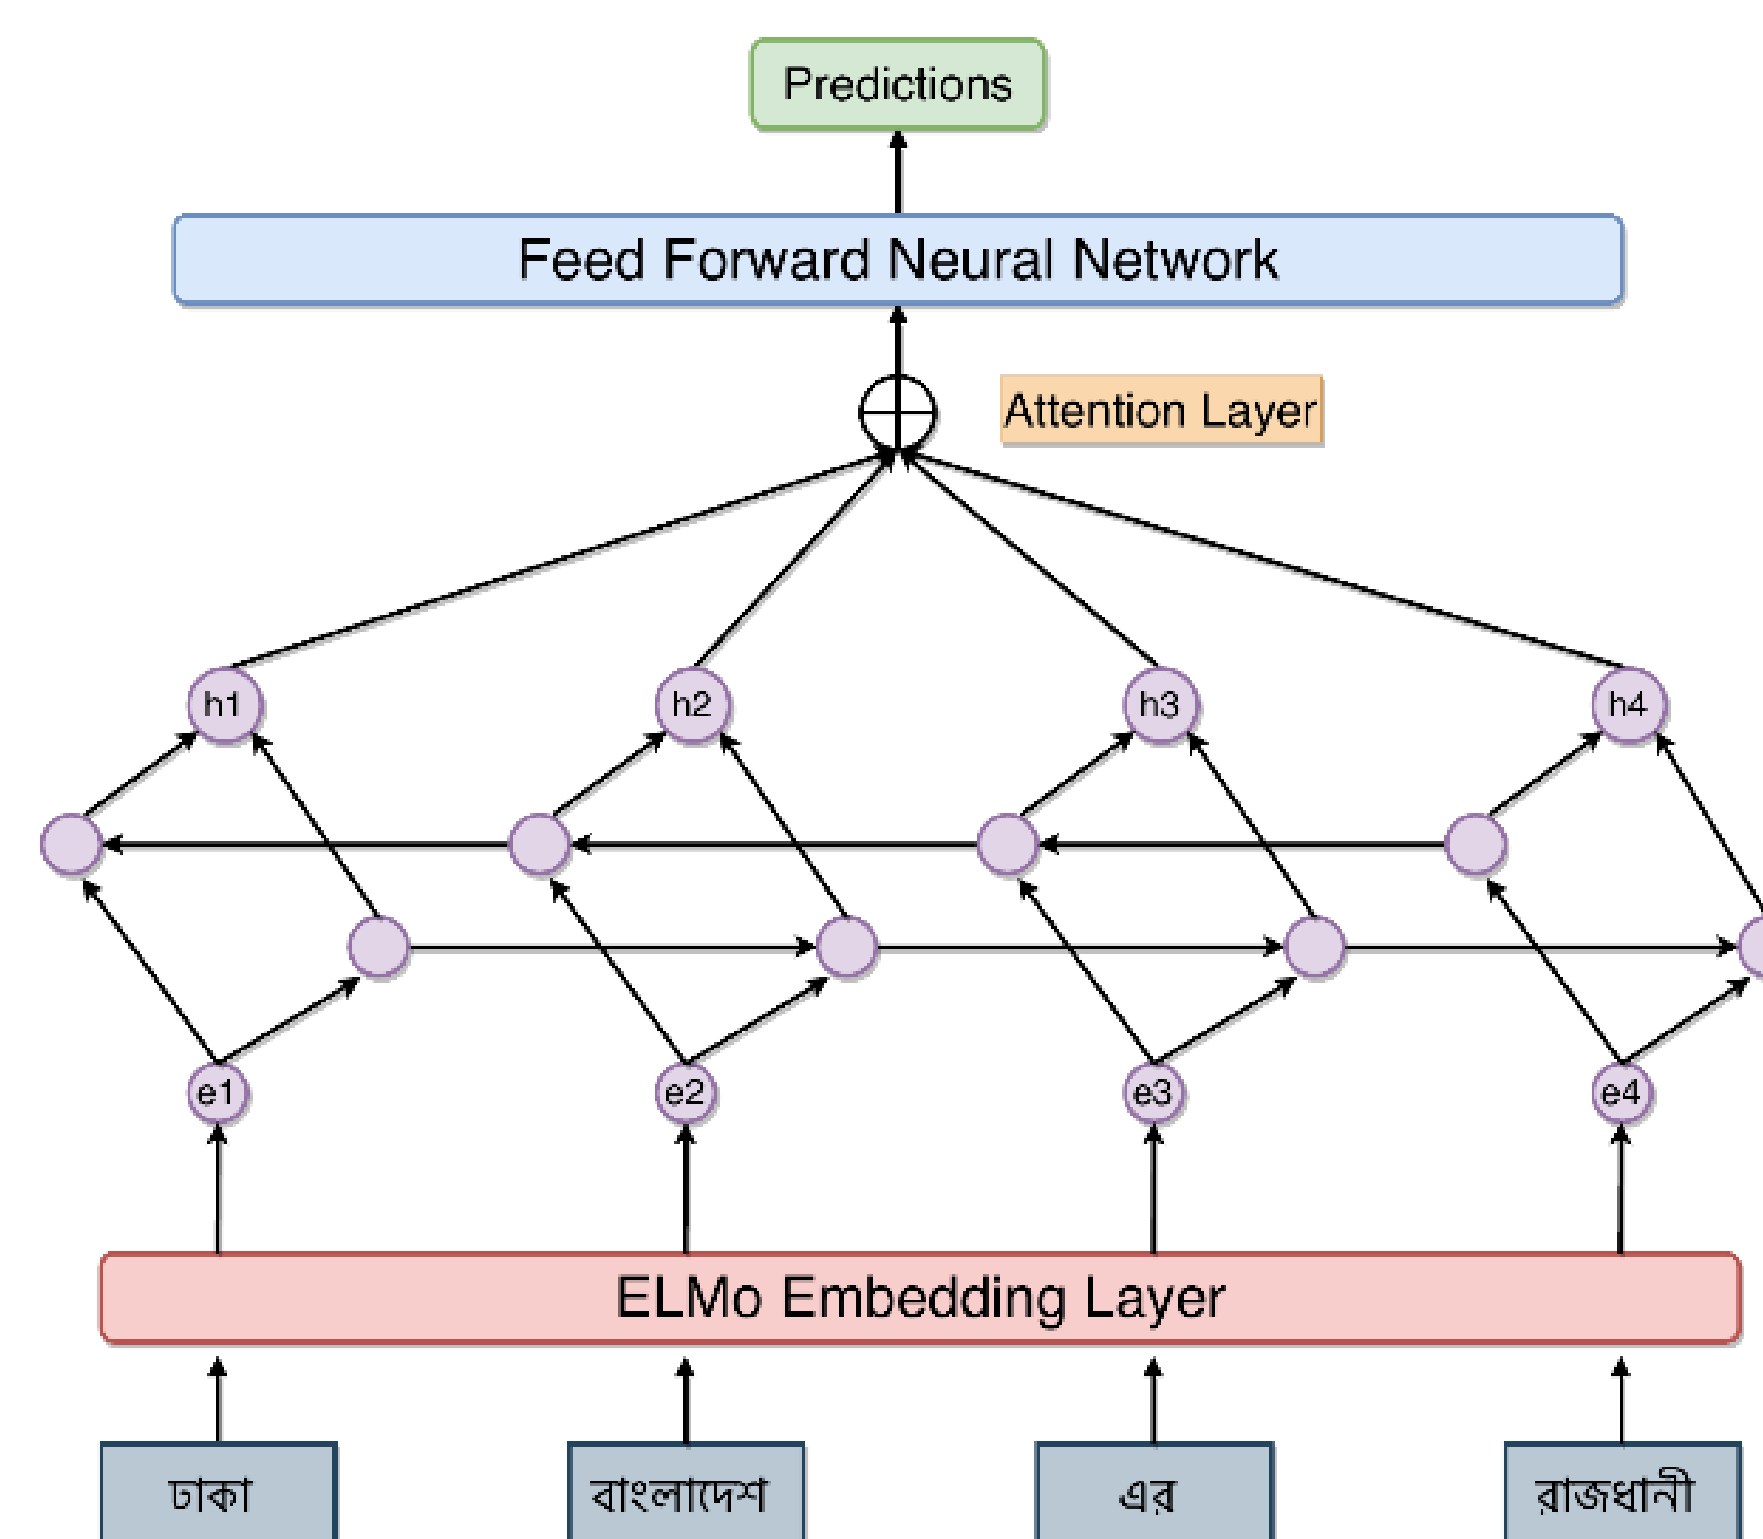 Predictions
Feed Forward Neural Network
Attention Layer
h1 h2 h3 h4
e1 e2 e3 e4
ELMo Embedding Layer
ঢাকা বাংলাদেশ এর রাজধানী